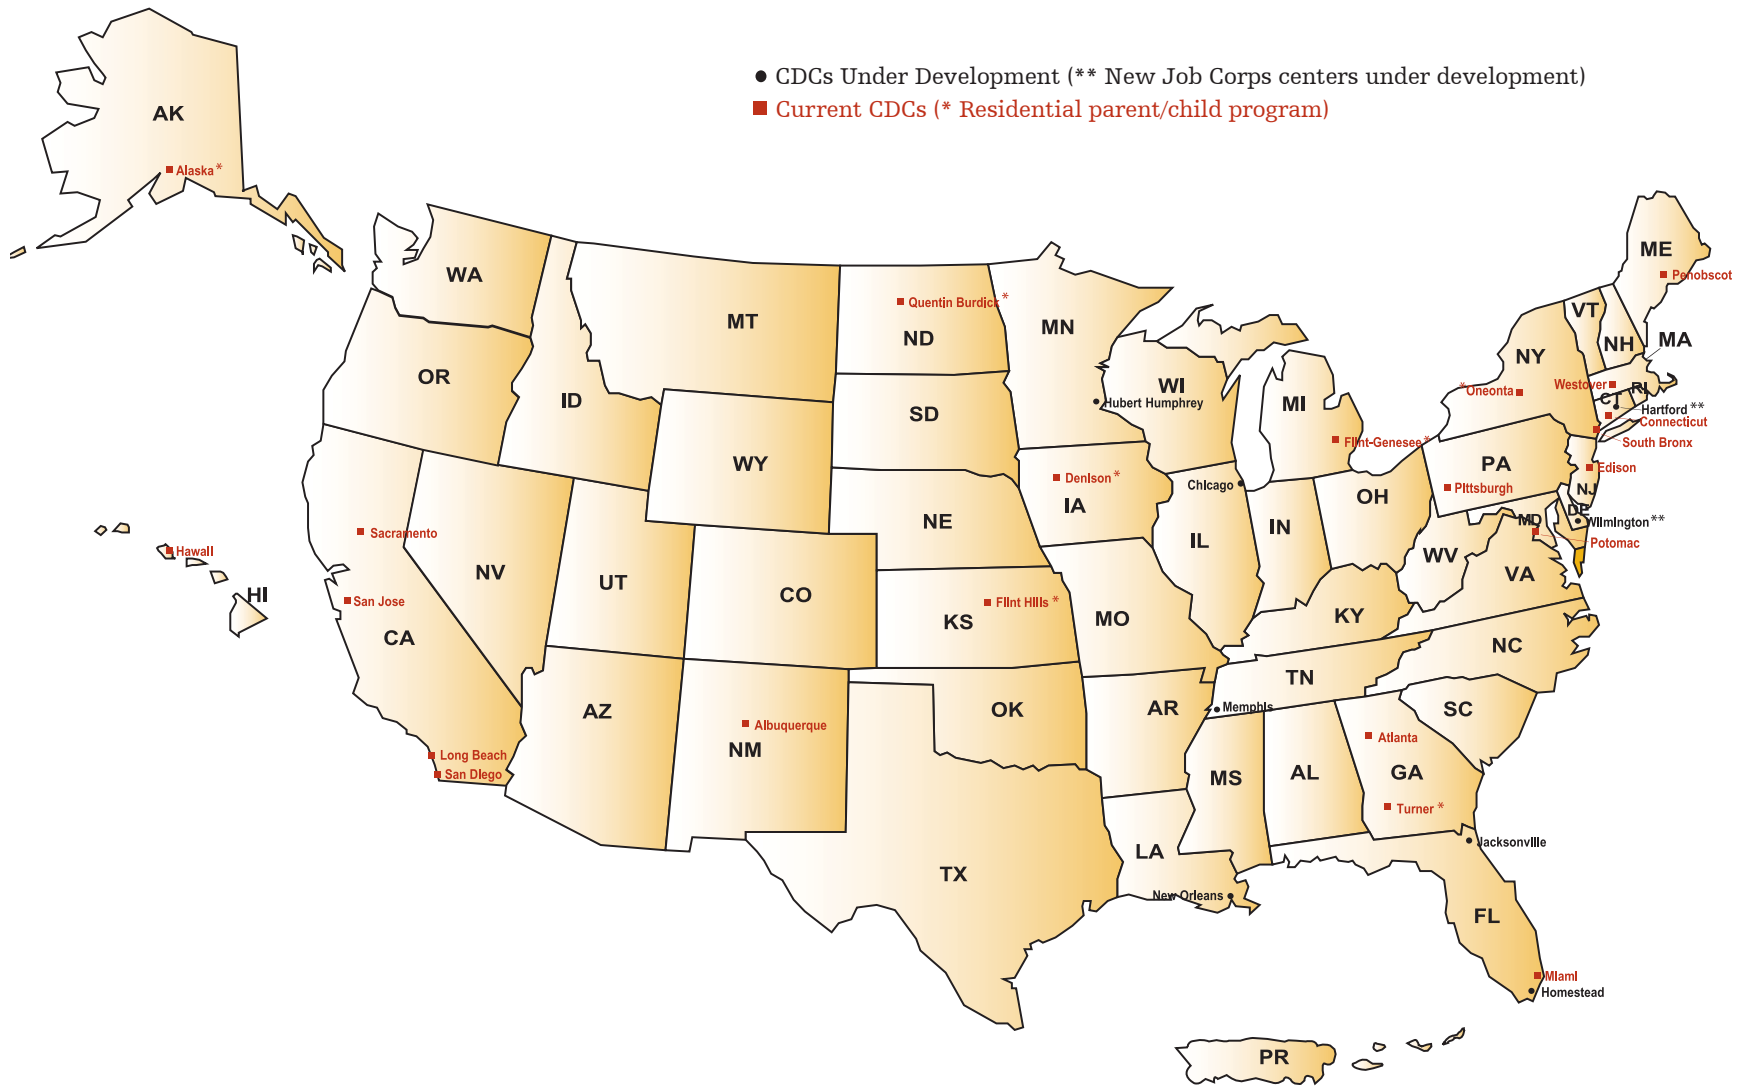 ● CDCs Under Development (** New Job Corps centers under development)
■ Current CDCs (* Residential parent/child program)
AK
Alaska *
WA
MT
Quentin Burdick *
ND
MN
ME
Penobscot
VT
NH
MA
NY
OR
ID
SD
Hubert Humphrey
WI
MI
*Oneonta
Westover
RI
CT
Hartford **
Connecticut
South Bronx
Flint-Genesee *
WY
Denison *
IA
Chicago
PA
Pittsburgh
Edison
NJ
OH
DE
Wilmington **
MD
Potomac
Sacramento
NE
IL
IN
WV
VA
Hawaii
HI
NV
UT
CO
San Jose
CA
Flint Hills *
KS
MO
KY
NC
TN
AZ
Albuquerque
NM
OK
AR
Memphis
SC
Atlanta
GA
Long Beach
San Diego
MS
AL
Turner *
Jacksonville
LA
TX
New Orleans
FL
Miami
Homestead
PR